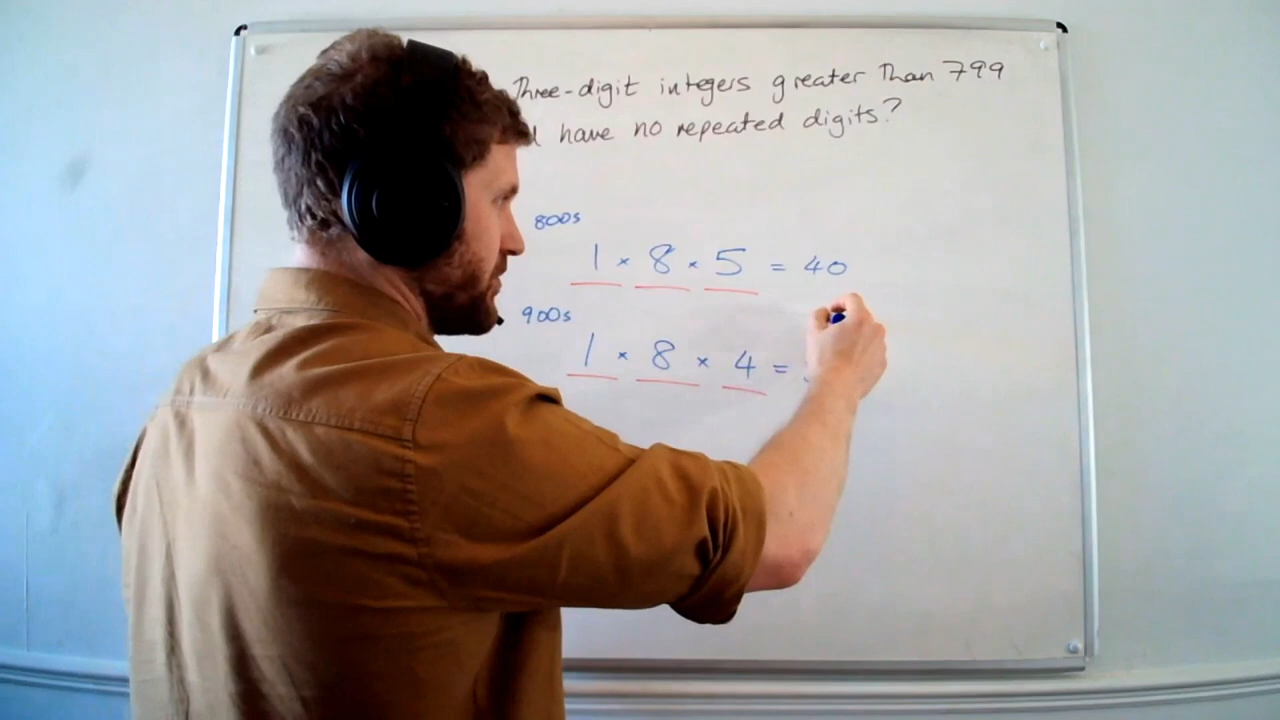 Three-digit integers greater Than 799
have no repeated digits?
800s
1 × 8 × 5 = 40
900s
1 × 8 × 4 =